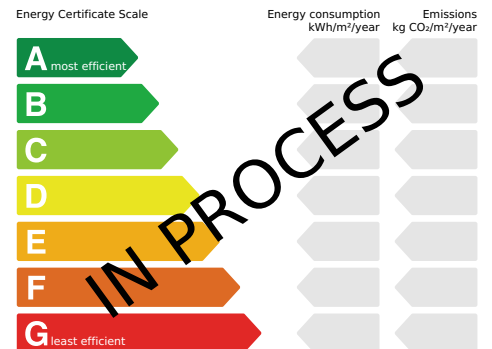 Energy Certificate Scale
Energy consumption
kWh/m²/year
Emissions
kg CO₂/m²/year
A most efficient
B
C
D
E
F
G least efficient
IN PROCESS